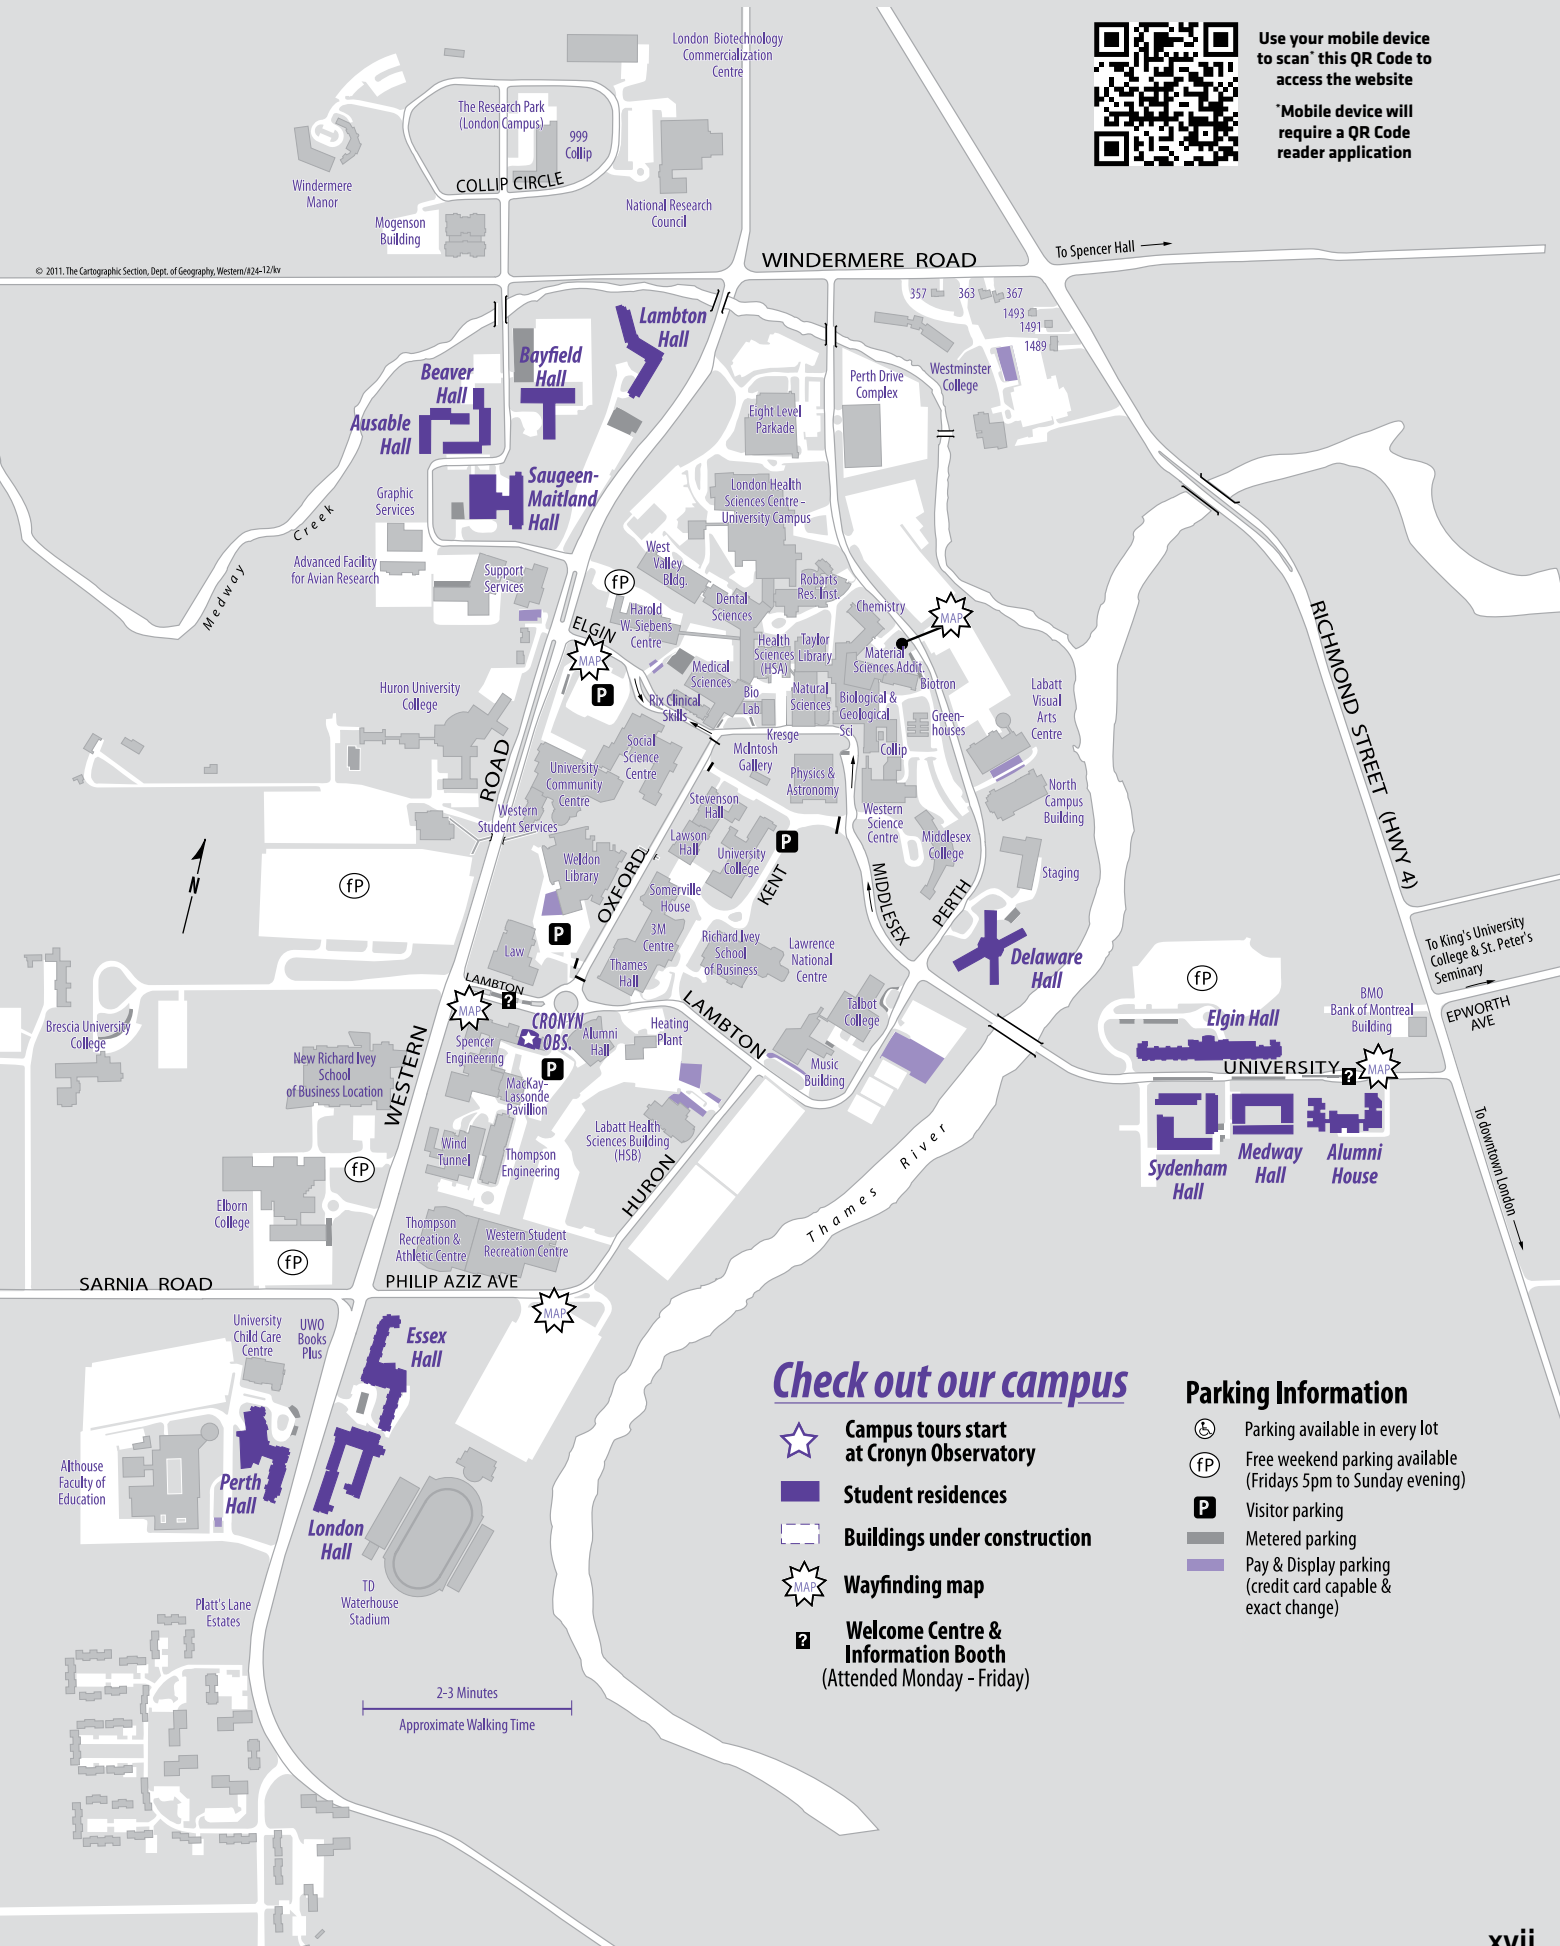 London Biotechnology
Commercialization
Centre
Use your mobile device
to scan* this QR Code to
access the website
*Mobile device will
require a QR Code
reader application
The Research Park
(London Campus)
999
Collip
COLLIP CIRCLE
Windermere
Manor
Mogenson
Building
National Research
Council
© 2011. The Cartographic Section, Dept. of Geography, Western/#24-12/kv
WINDERMERE ROAD
To Spencer Hall
357
363
367
1493
1491
1489
Lambton
Hall
Bayfield
Hall
Beaver
Hall
Ausable
Hall
Saugeen-
Maitland
Hall
Perth Drive
Complex
Westminster
College
Eight Level
Parkade
Graphic
Services
London Health
Sciences Centre -
University Campus
Medway
Creek
Advanced Facility
for Avian Research
Support
Services
West
Valley
Bldg.
fP
Robarts
Res. Inst.
Dental
Sciences
Chemistry
MAP
Harold
W. Siebens
Centre
ELGIN
MAP
P
Health
Sciences
(HSA)
Taylor
Library
Material
Sciences Addit.
Medical
Sciences
Biotron
Rix Clinical
Skills
Bio
Lab
Natural
Sciences
Biological &
Geological
Sci
Green-
houses
Labatt
Visual
Arts
Centre
Huron University
College
Kresge
McIntosh
Gallery
Collip
Social
Science
Centre
University
Community
Centre
Physics &
Astronomy
North
Campus
Building
RICHMOND STREET (HWY 4)
Western
Student Services
Stevenson
Hall
Lawson
Hall
University
College
P
Western
Science
Centre
Middlesex
College
Staging
ROAD
N
fP
Weldon
Library
OXFORD
Somerville
House
KENT
MIDDLESEX
PERTH
P
Law
3M
Centre
Thames
Hall
Richard Ivey
School
of Business
Lawrence
National
Centre
Delaware
Hall
To King's University
College & St. Peter's
Seminary
EPWORTH
AVE
fP
BMO
Bank of Montreal
Building
Elgin Hall
UNIVERSITY
?
MAP
LAMBTON
?
MAP
CRONYN
OBS.
Alumni
Hall
Heating
Plant
LAMBTON
Talbot
College
Music
Building
Brescia University
College
New Richard Ivey
School
of Business Location
WESTERN
Spencer
Engineering
P
MacKay-
Lassonde
Pavilion
Labatt Health
Sciences Building
(HSB)
Wind
Tunnel
Thompson
Engineering
HURON
Thames River
Sydenham
Hall
Medway
Hall
Alumni
House
To downtown London
fP
Elborn
College
fP
Thompson
Recreation &
Athletic Centre
Western Student
Recreation Centre
SARNIA ROAD
PHILIP AZIZ AVE
MAP
University
Child Care
Centre
UWO
Books
Plus
Essex
Hall
Althouse
Faculty of
Education
Perth
Hall
London
Hall
TD
Waterhouse
Stadium
Platt's Lane
Estates
2-3 Minutes
Approximate Walking Time
Check out our campus
Campus tours start
at Cronyn Observatory
Student residences
Buildings under construction
MAP
Wayfinding map
?
Welcome Centre &
Information Booth
(Attended Monday - Friday)
Parking Information
Parking available in every lot
fP
Free weekend parking available
(Fridays 5pm to Sunday evening)
P
Visitor parking
Metered parking
Pay & Display parking
(credit card capable &
exact change)
xvii